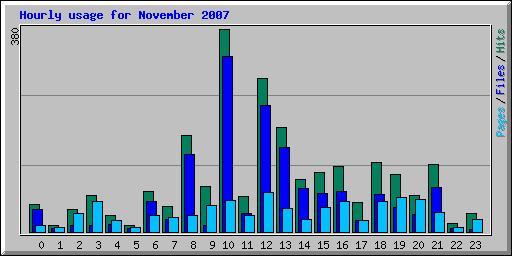 Hourly usage for November 2007
380
Pages/Files/Hits
0 1 2 3 4 5 6 7 8 9 10 11 12 13 14 15 16 17 18 19 20 21 22 23